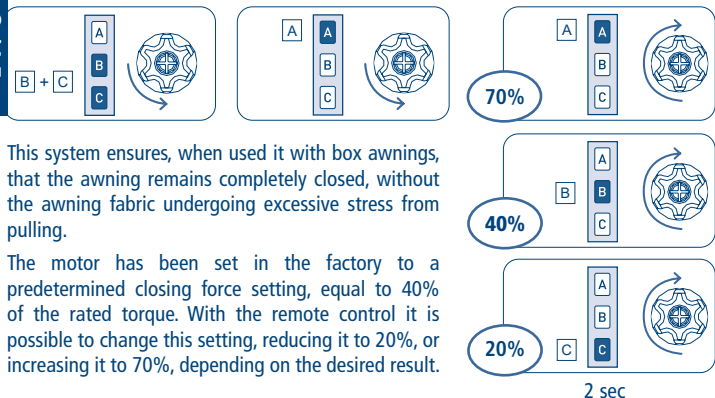 B + C
A
B
C
A
A
B
C
A
A
B
C
70%
This system ensures, when used it with box awnings,
that the awning remains completely closed, without
the awning fabric undergoing excessive stress from
pulling.
The motor has been set in the factory to a
predetermined closing force setting, equal to 40%
of the rated torque. With the remote control it is
possible to change this setting, reducing it to 20%, or
increasing it to 70%, depending on the desired result.
A
B
B
C
40%
A
B
C
C
20%
2 sec